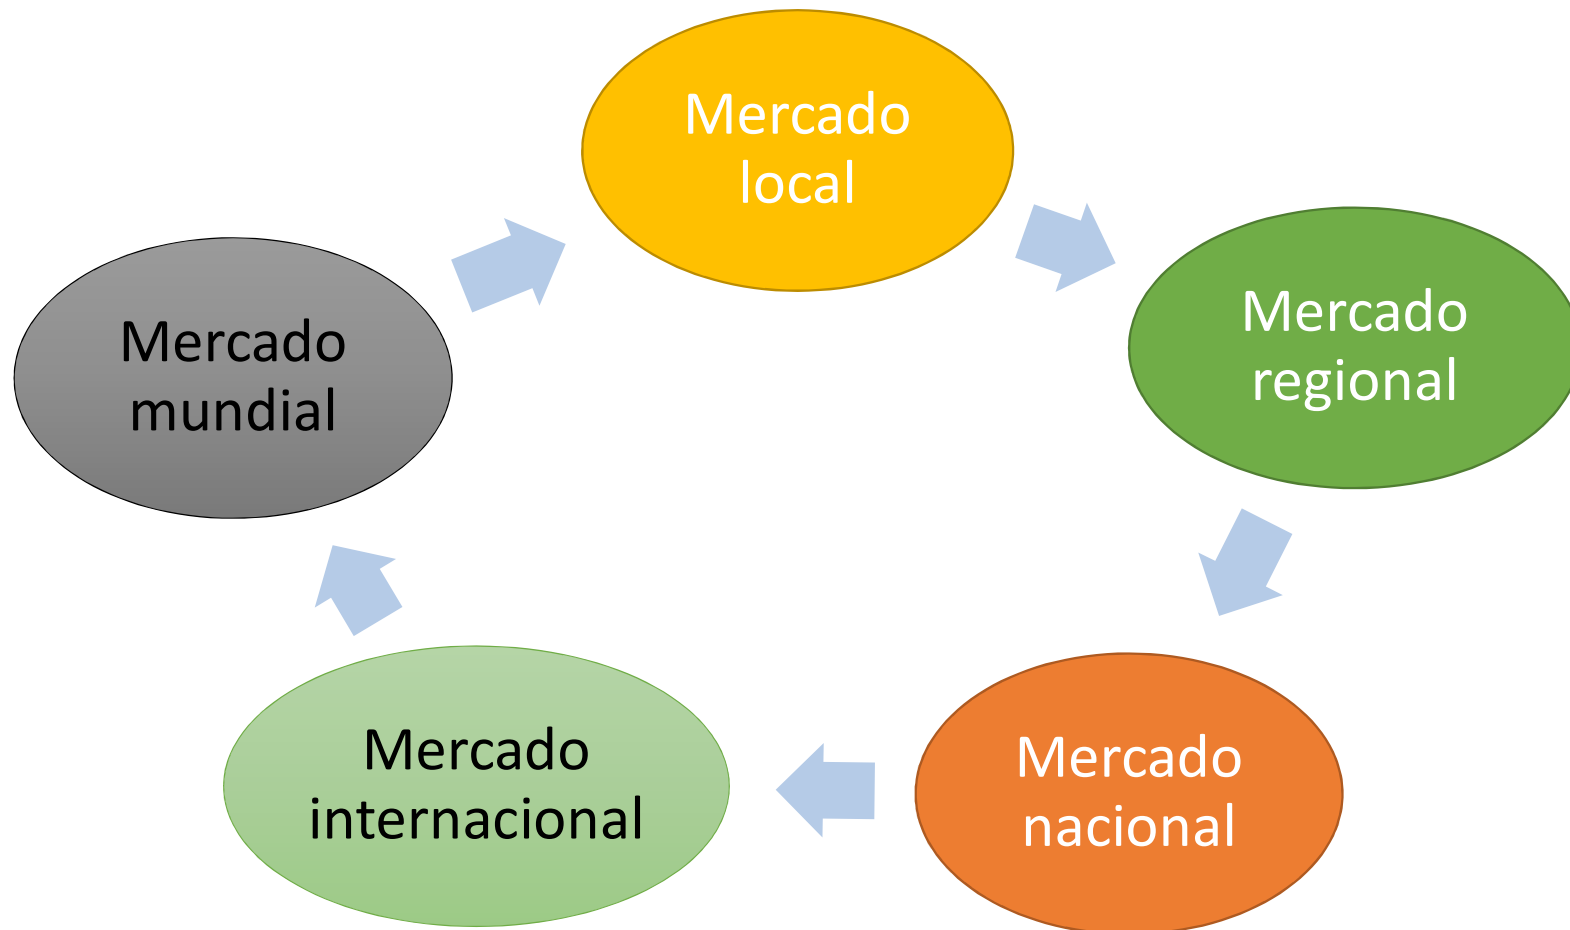 Mercado
local
Mercado
regional
Mercado
nacional
Mercado
internacional
Mercado
mundial